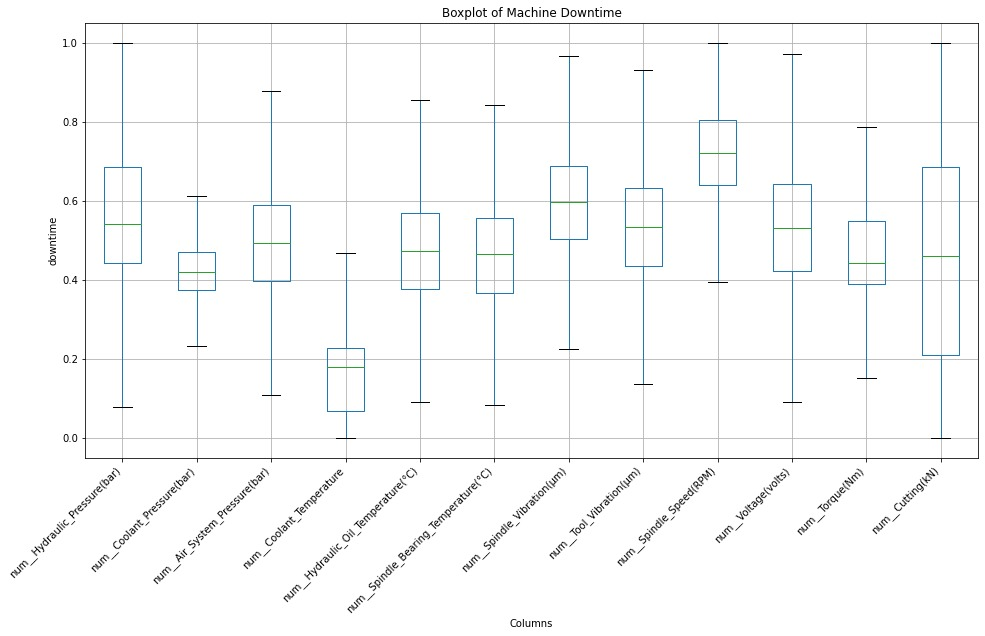 Boxplot of Machine Downtime
1.0
0.8
0.6
0.4
0.2
0.0
downtime
num__Hydraulic_Pressure(bar)
num__Coolant_Pressure(bar)
num__Air_System_Pressure(bar)
num__Coolant_Temperature
num__Hydraulic_Oil_Temperature(°C)
num__Spindle_Bearing_Temperature(°C)
num__Spindle_Vibration(µm)
num__Tool_Vibration(µm)
num__Spindle_Speed(RPM)
num__Voltage(volts)
num__Torque(Nm)
num__Cutting(kN)
Columns